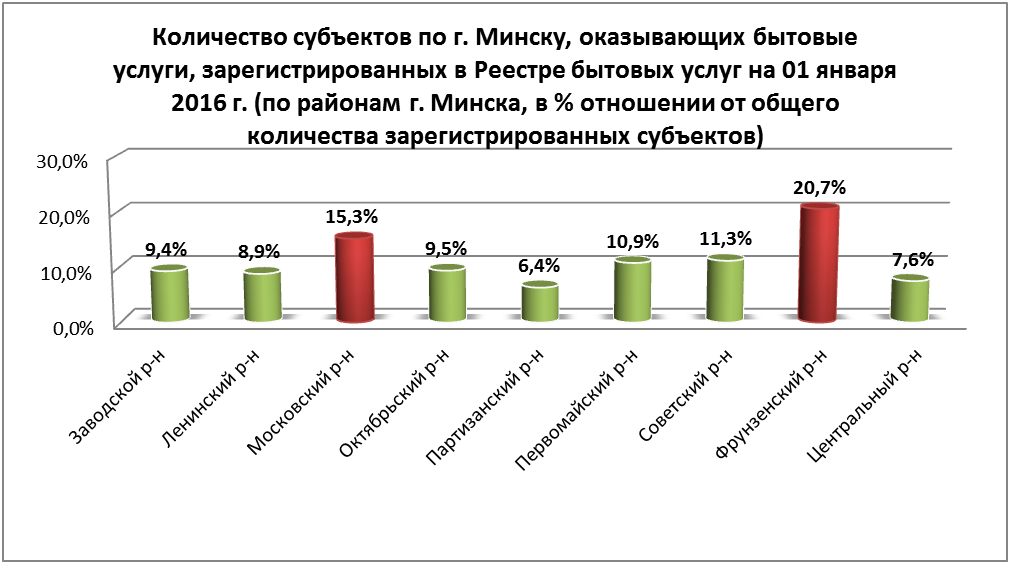 Количество субъектов по г. Минску, оказывающих бытовые
услуги, зарегистрированных в Реестре бытовых услуг на 01 января
2016 г. (по районам г. Минска, в % отношении от общего
количества зарегистрированных субъектов)
30,0%
20,0%
10,0%
0,0%
9,4%
8,9%
15,3%
9,5%
6,4%
10,9%
11,3%
20,7%
7,6%
Заводской р-н
Ленинский р-н
Московский р-н
Октябрьский р-н
Партизанский р-н
Первомайский р-н
Советский р-н
Фрунзенский р-н
Центральный р-н